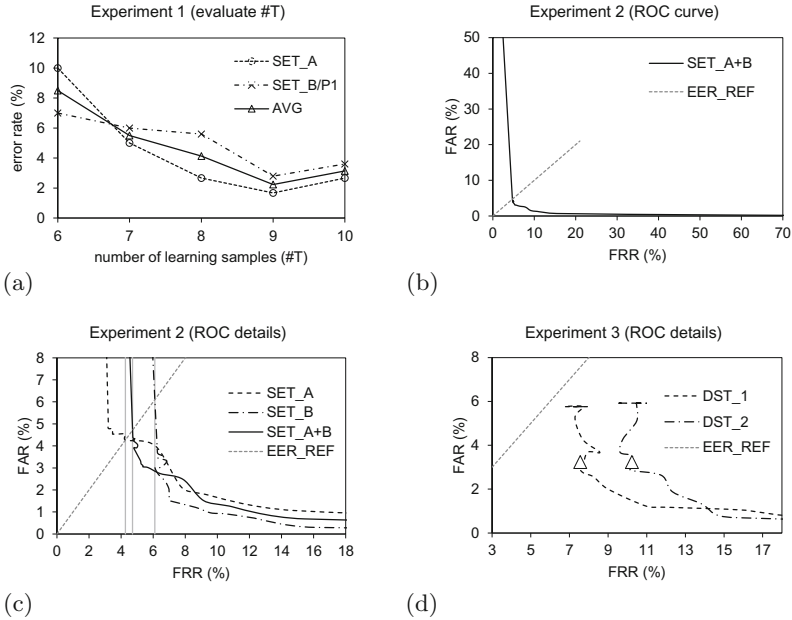 Experiment 1 (evaluate #T)
12
10
8
6
4
2
0
error rate (%)
6 7 8 9 10
number of learning samples (#T)
SET_A
SET_B/P1
AVG
(a)
Experiment 2 (ROC curve)
50
40
30
20
10
0
FAR (%)
0 10 20 30 40 50 60 70
FRR (%)
SET_A+B
EER_REF
(b)
Experiment 2 (ROC details)
8
7
6
5
4
3
2
1
0
FAR (%)
0 2 4 6 8 10 12 14 16 18
FRR (%)
SET_A
SET_B
SET_A+B
EER_REF
(c)
Experiment 3 (ROC details)
8
6
4
2
0
FAR (%)
3 5 7 9 11 13 15 17
FRR (%)
DST_1
DST_2
EER_REF
(d)